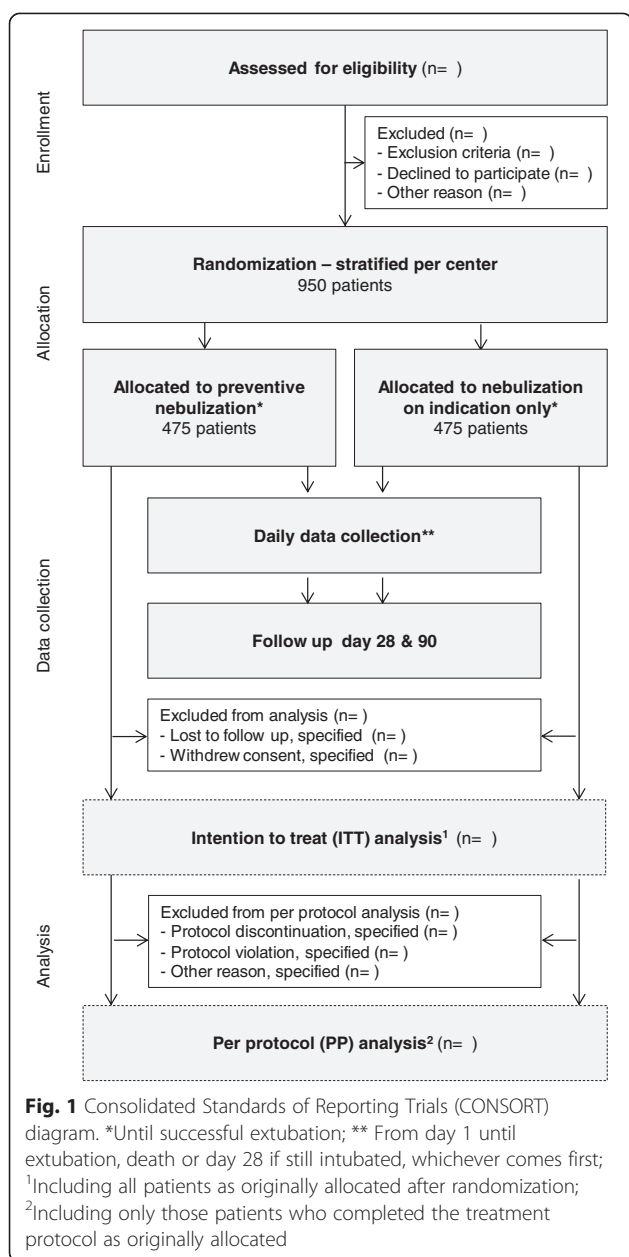 Enrollment
Assessed for eligibility (n= )
Excluded (n= )
- Exclusion criteria (n= )
- Declined to participate (n= )
- Other reason (n= )
Allocation
Randomization – stratified per center
950 patients
Allocated to preventive
nebulization*
475 patients
Allocated to nebulization
on indication only*
475 patients
Data collection
Daily data collection**
Follow up day 28 & 90
Excluded from analysis (n= )
- Lost to follow up, specified (n= )
- Withdrew consent, specified (n= )
Analysis
Intention to treat (ITT) analysis¹ (n= )
Excluded from per protocol analysis (n= )
- Protocol discontinuation, specified (n= )
- Protocol violation, specified (n= )
- Other reason, specified (n= )
Per protocol (PP) analysis² (n= )
Fig. 1 Consolidated Standards of Reporting Trials (CONSORT)
diagram. *Until successful extubation; ** From day 1 until
extubation, death or day 28 if still intubated, whichever comes first;
¹Including all patients as originally allocated after randomization;
²Including only those patients who completed the treatment
protocol as originally allocated